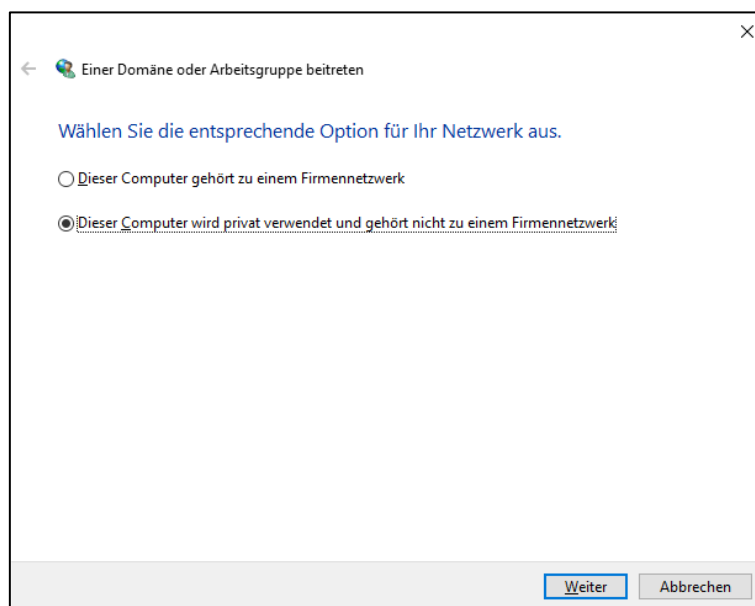 Einer Domäne oder Arbeitsgruppe beitreten
Wählen Sie die entsprechende Option für Ihr Netzwerk aus.
Dieser Computer gehört zu einem Firmennetzwerk
Dieser Computer wird privat verwendet und gehört nicht zu einem Firmennetzwerk
Weiter
Abbrechen